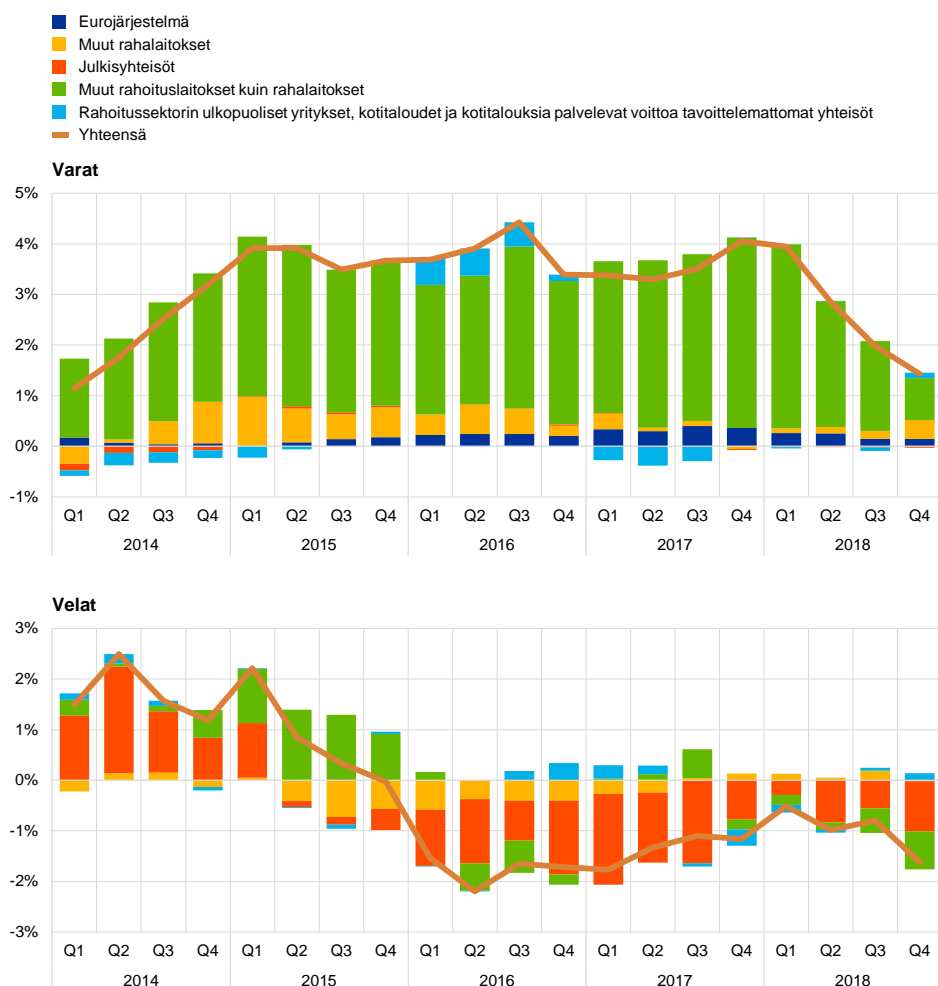 Eurojärjestelmä
Muut rahalaitokset
Julkisyhteisöt
Muut rahoituslaitokset kuin rahalaitokset
Rahoitussektorin ulkopuoliset yritykset, kotitaloudet ja kotitalouksia palvelevat voittoa tavoittelemattomat yhteisöt
Yhteensä
Varat
5%
4%
3%
2%
1%
0%
-1%
Q1 Q2 Q3 Q4 Q1 Q2 Q3 Q4 Q1 Q2 Q3 Q4 Q1 Q2 Q3 Q4 Q1 Q2 Q3 Q4
2014 2015 2016 2017 2018
Velat
3%
2%
1%
0%
-1%
-2%
-3%
Q1 Q2 Q3 Q4 Q1 Q2 Q3 Q4 Q1 Q2 Q3 Q4 Q1 Q2 Q3 Q4 Q1 Q2 Q3 Q4
2014 2015 2016 2017 2018